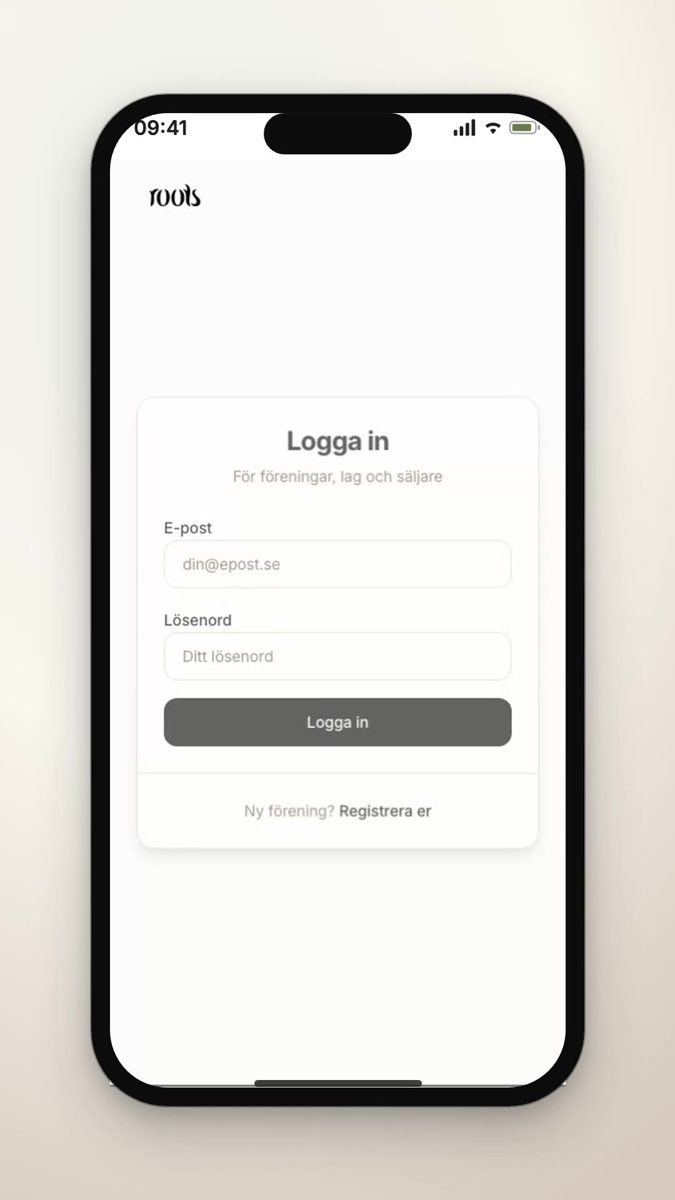 09:41
roots
Logga in
För föreningar, lag och säljare
E-post
din@epost.se
Lösenord
Ditt lösenord
Logga in
Ny förening? Registrera er